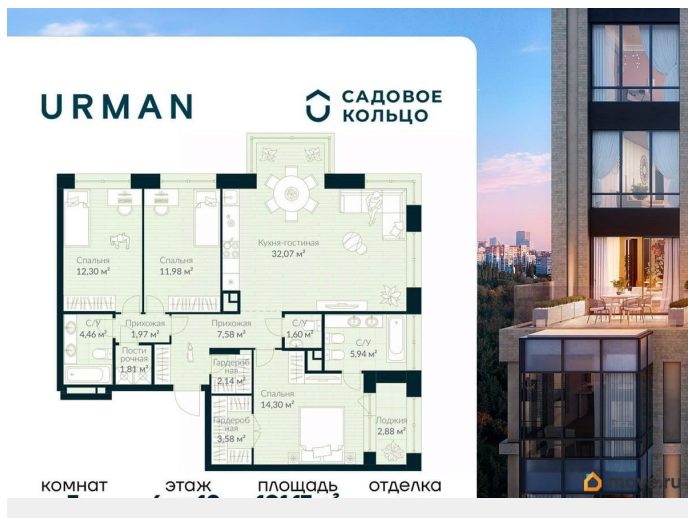 URMAN
САДОВОЕ
КОЛЬЦО
Спальня
12,30 м²
Спальня
11,98 м²
Кухня-гостиная
32,07 м²
С/У
4,46 м²
Прихожая
1,97 м²
Прихожая
7,58 м²
С/У
1,60 м²
С/У
5,94 м²
Пости
рочная
1,81 м²
Гардероб
ная
2,14 м²
Спальня
14,30 м²
Гардероб
ная
3,58 м²
Лоджия
2,88 м²
комнат этаж площадь отделка
move.ru